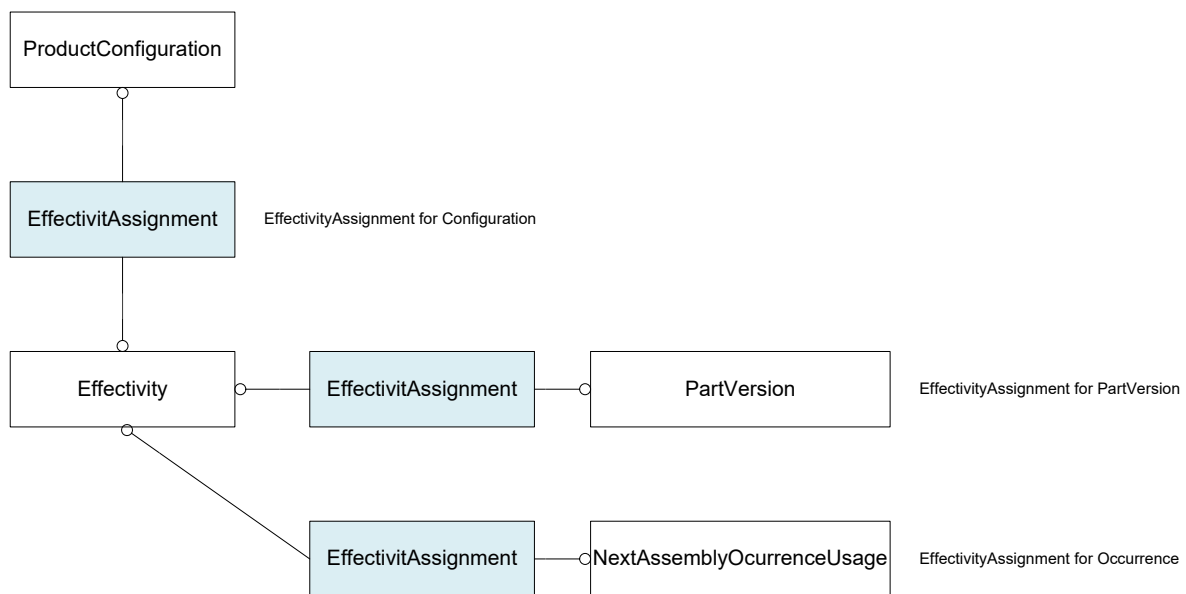 ProductConfiguration
EffectivitAssignment
EffectivityAssignment for Configuration
Effectivity
EffectivitAssignment
PartVersion
EffectivityAssignment for PartVersion
EffectivitAssignment
NextAssemblyOcurrenceUsage
EffectivityAssignment for Occurrence